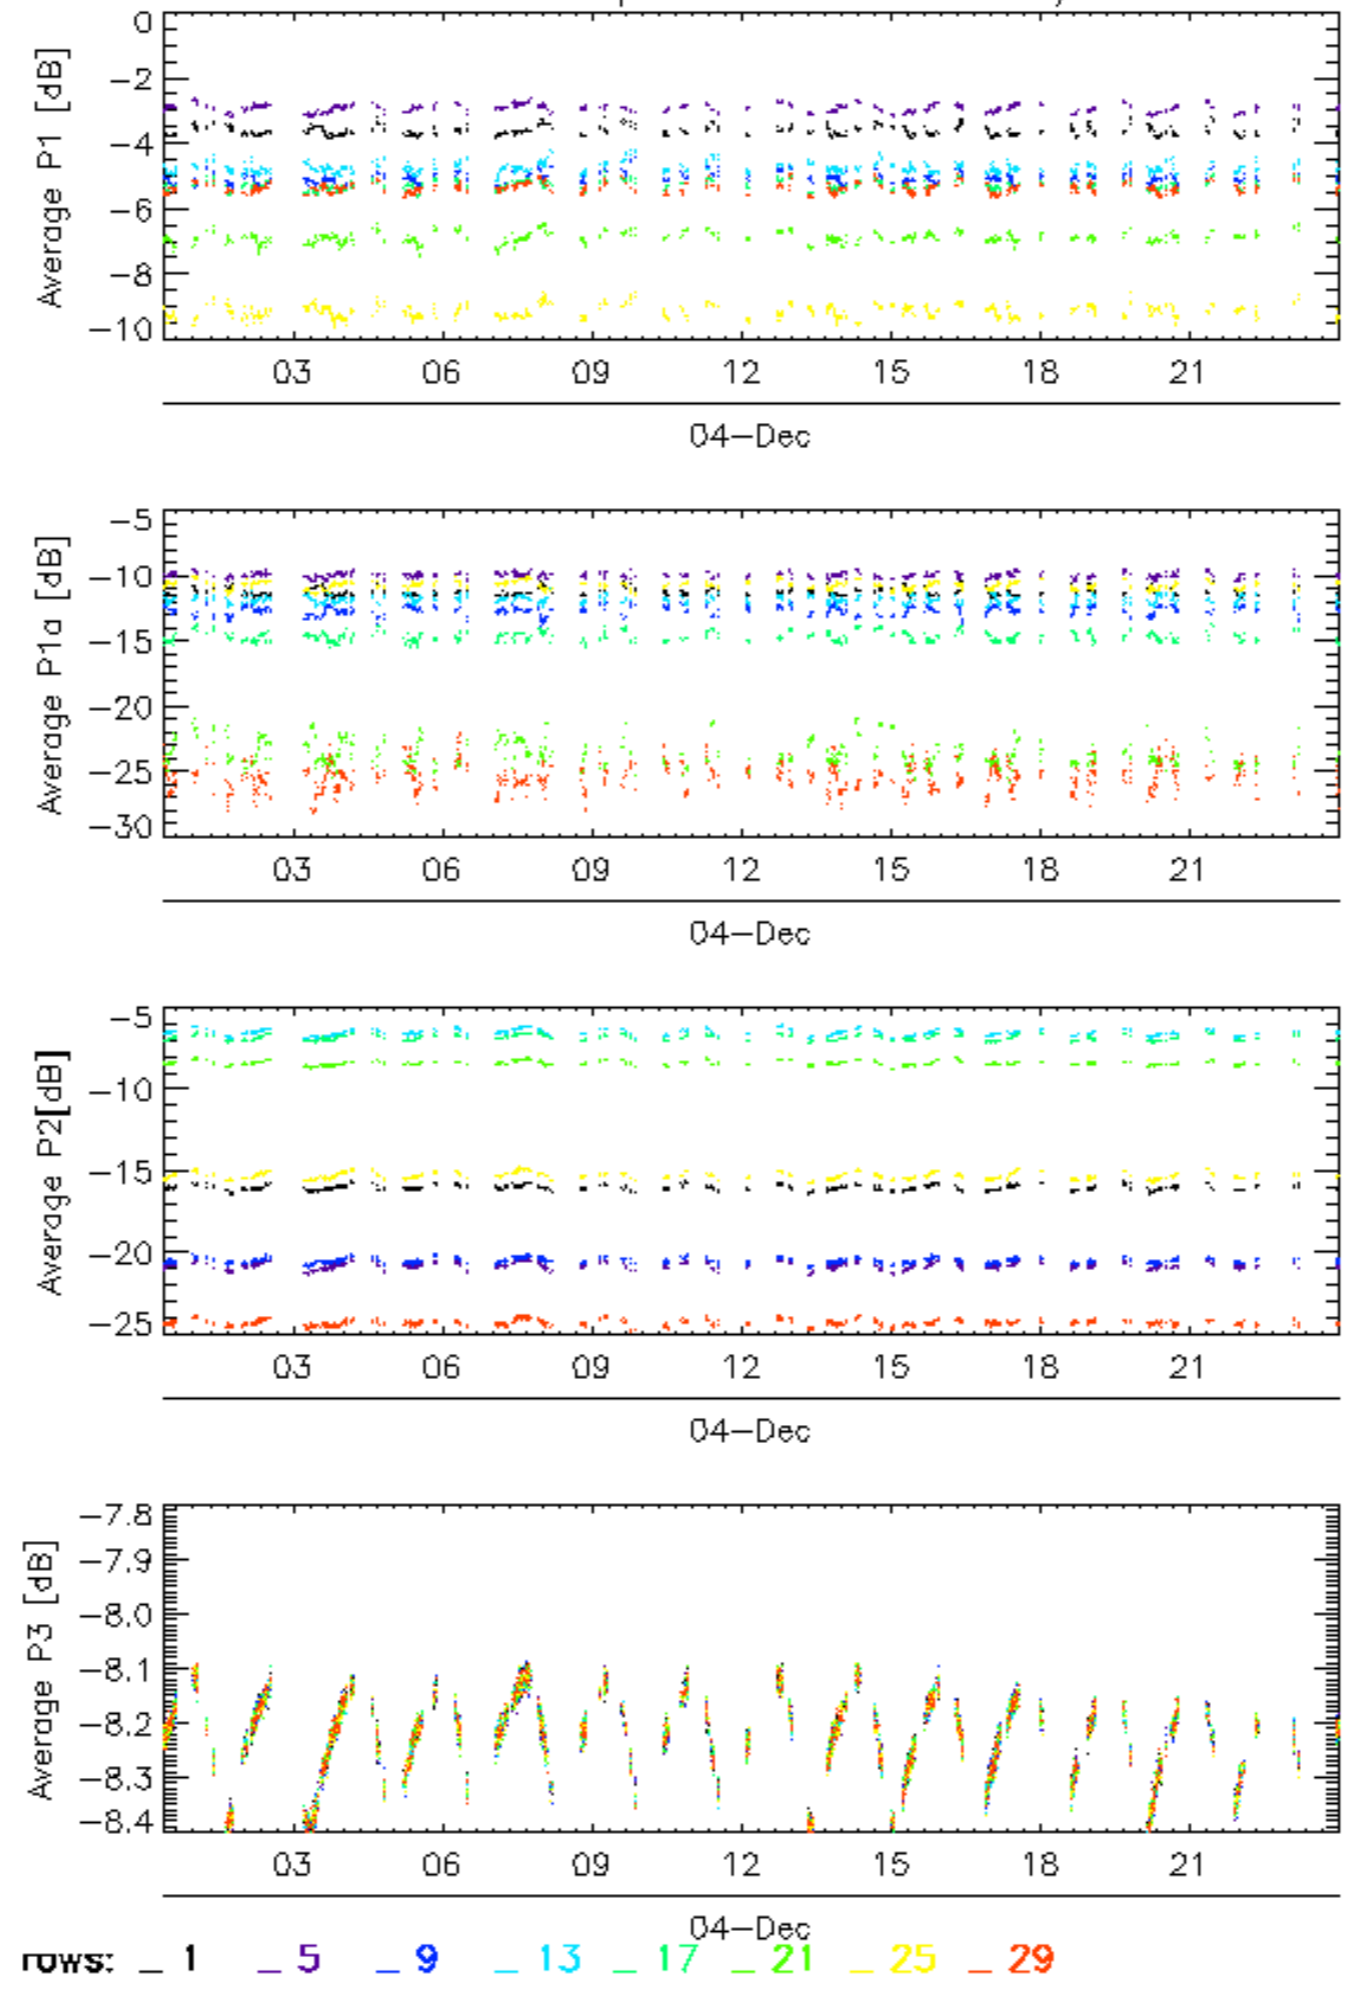 0
−2
−4
−6
−8
−10
Average P1 [dB]
03 06 09 12 15 18 21
04−Dec
−5
−10
−15
−20
−25
−30
Average P1a [dB]
03 06 09 12 15 18 21
04−Dec
−5
−10
−15
−20
−25
Average P2[dB]
03 06 09 12 15 18 21
04−Dec
−7.8
−7.9
−8.0
−8.1
−8.2
−8.3
−8.4
Average P3 [dB]
03 06 09 12 15 18 21
04−Dec
rows: _ 1 _ 5 _ 9 _ 13 _ 17 _ 21 _ 25 _ 29